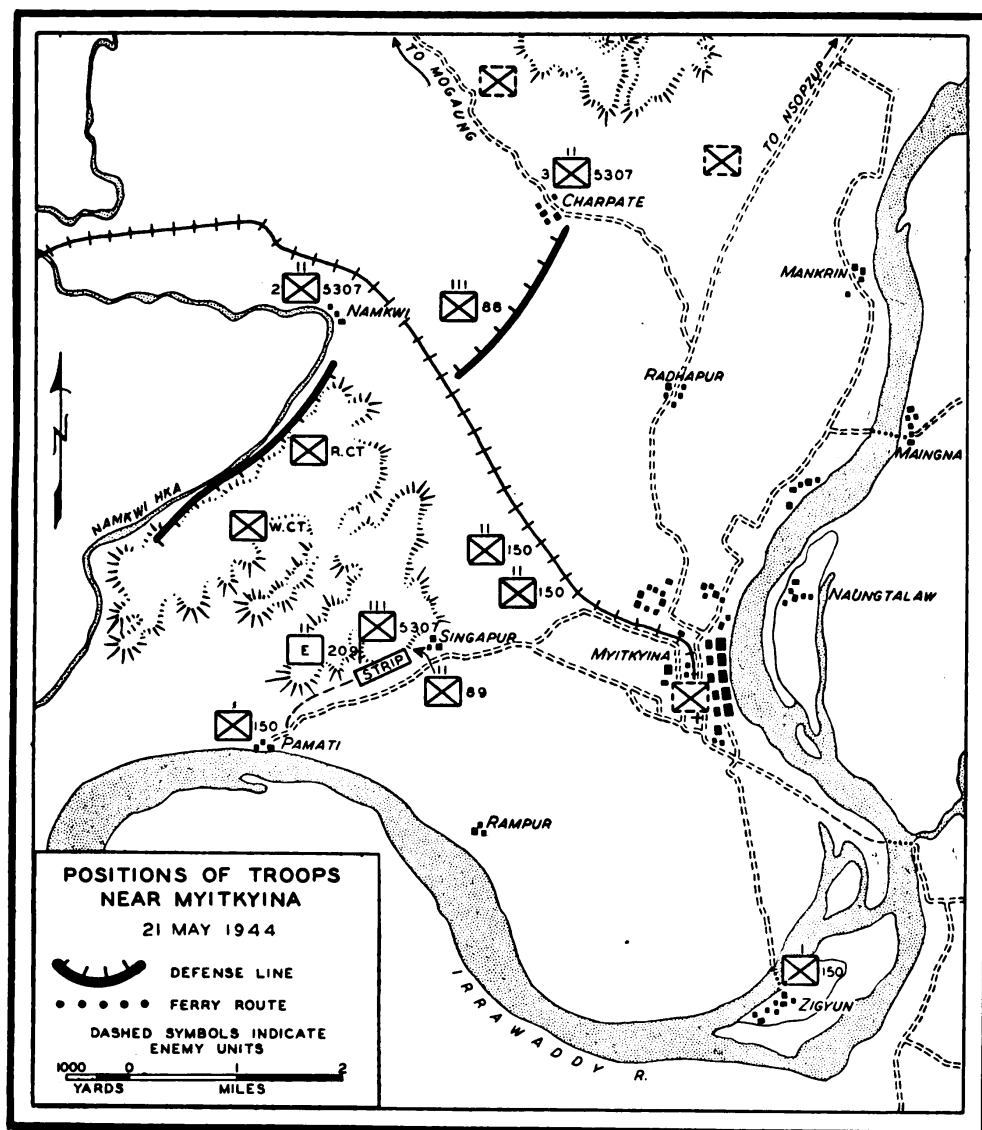 TO MOGAUNG
TO NSOPZUP
3 5307
CHARPATE
MANKRIN
2 5307
NAMKWI
88
RADHAPUR
MAINGNA
R.CT
NAMKWI HKA
W.CT
150
150
NAUNGTALAW
5307
E 209
SINGAPUR
STRIP
MYITKYINA
89
150
PAMATI
RAMPUR
N
POSITIONS OF TROOPS
NEAR MYITKYINA
21 MAY 1944
DEFENSE LINE
FERRY ROUTE
DASHED SYMBOLS INDICATE
ENEMY UNITS
1000 0 2
YARDS MILES
IRRAWADDY R.
150
ZIGYUN